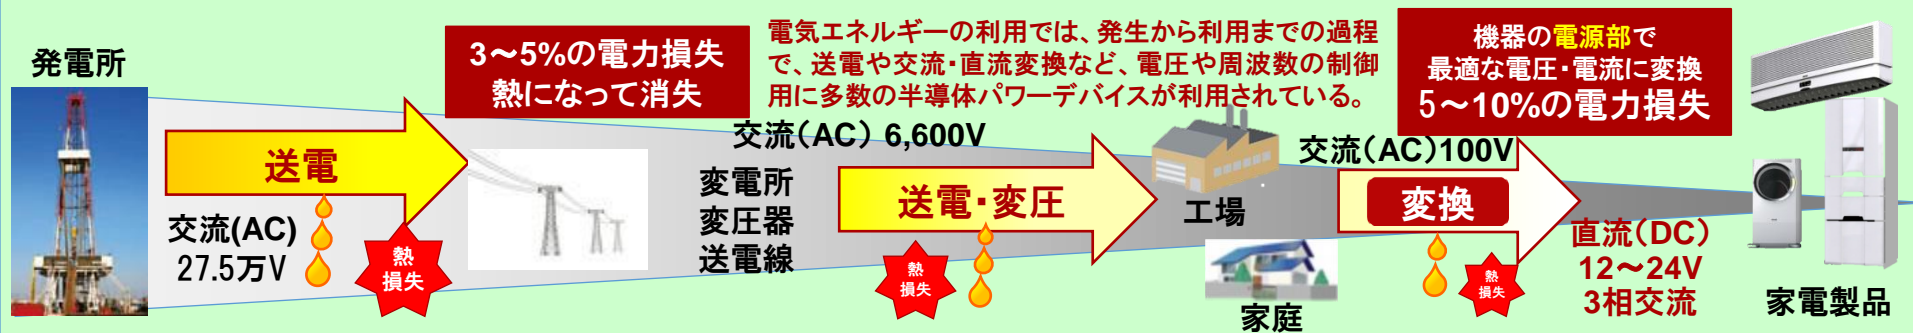 発電所
3～5%の電力損失
熱になって消失
電気エネルギーの利用では、発生から利用までの過程
で、送電や交流・直流変換など、電圧や周波数の制御
用に多数の半導体パワーデバイスが利用されている。
機器の電源部で
最適な電圧・電流に変換
5～10%の電力損失
送電
交流(AC)
27.5万V
熱
損失
交流（AC） 6,600V
変電所
変圧器
送電線
送電・変圧
熱
損失
工場
家庭
交流（AC）100V
変換
熱
損失
直流（DC）
12～24V
3相交流
家電製品